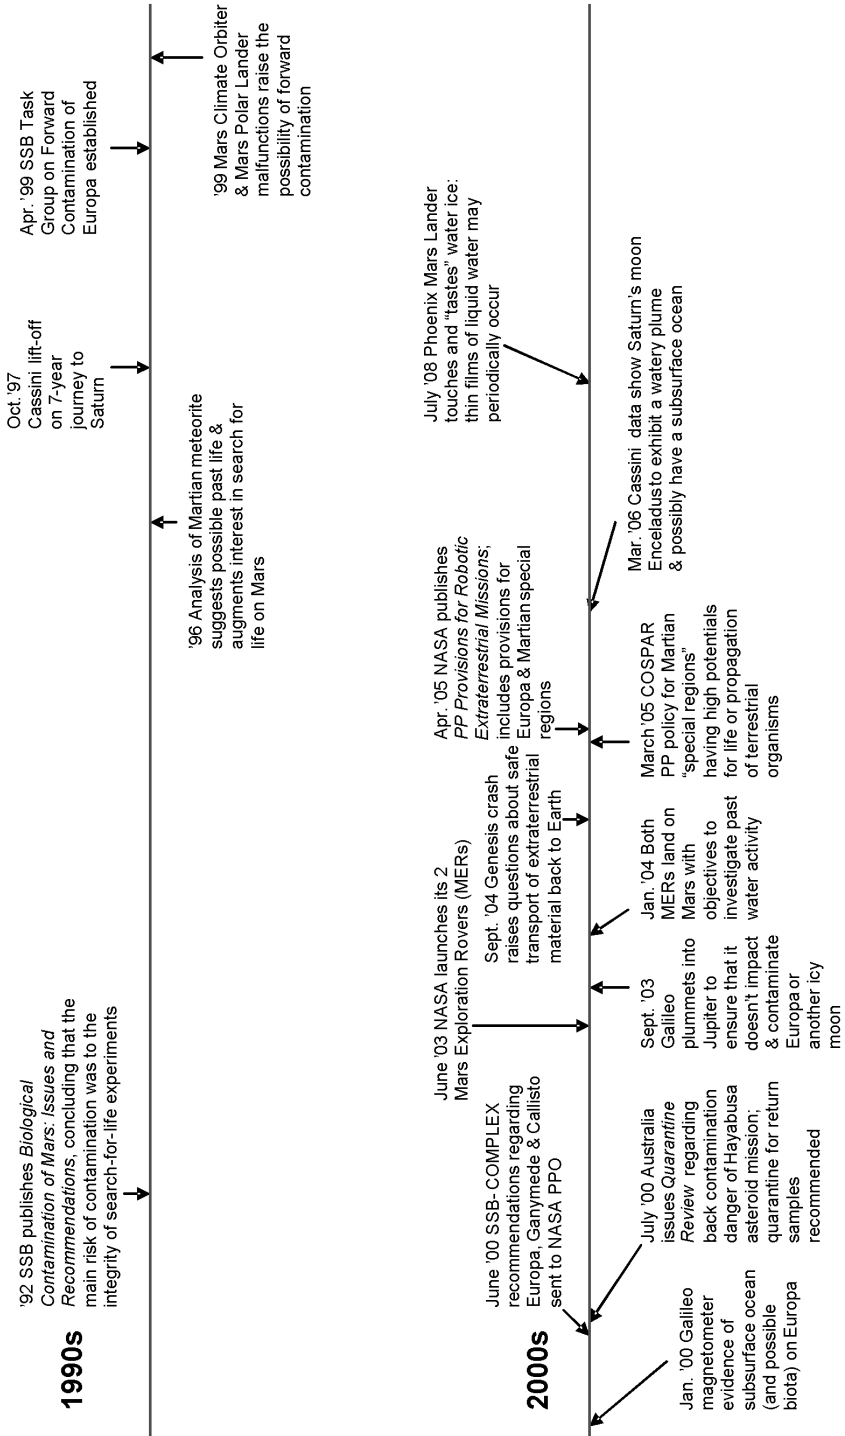 1990s
'92 SSB publishes Biological
Contamination of Mars: Issues and
Recommendations, concluding that the
main risk of contamination was to the
integrity of search-for-life experiments
'96 Analysis of Martian meteorite
suggests possible past life &
augments interest in search for
life on Mars
Oct. '97
Cassini lift-off
on 7-year
journey to
Saturn
Apr. '99 SSB Task
Group on Forward
Contamination of
Europa established
'99 Mars Climate Orbiter
& Mars Polar Lander
malfunctions raise the
possibility of forward
contamination
2000s
Jan. '00 Galileo
magnetometer
evidence of
subsurface ocean
(and possible
biota) on Europa
June '00 SSB- COMPLEX
recommendations regarding
Europa, Ganymede & Callisto
sent to NASA PPO
July '00 Australia
issues Quarantine
Review regarding
back contamination
danger of Hayabusa
asteroid mission;
quarantine for return
samples
recommended
June '03 NASA launches its 2
Mars Exploration Rovers (MERs)
Sept. '03
Galileo
plummets into
Jupiter to
ensure that it
doesn't impact
& contaminate
Europa or
another icy
moon
Jan. '04 Both
MERs land on
Mars with
objectives to
investigate past
water activity
Sept. '04 Genesis crash
raises questions about safe
transport of extraterrestrial
material back to Earth
March '05 COSPAR
PP policy for Martian
“special regions”
having high potentials
for life or propagation
of terrestrial
organisms
Apr. '05 NASA publishes
PP Provisions for Robotic
Extraterrestrial Missions;
includes provisions for
Europa & Martian special
regions
Mar. '06 Cassini data show Saturn's moon
Enceladusto exhibit a watery plume
& possibly have a subsurface ocean
July '08 Phoenix Mars Lander
touches and “tastes” water ice:
thin films of liquid water may
periodically occur